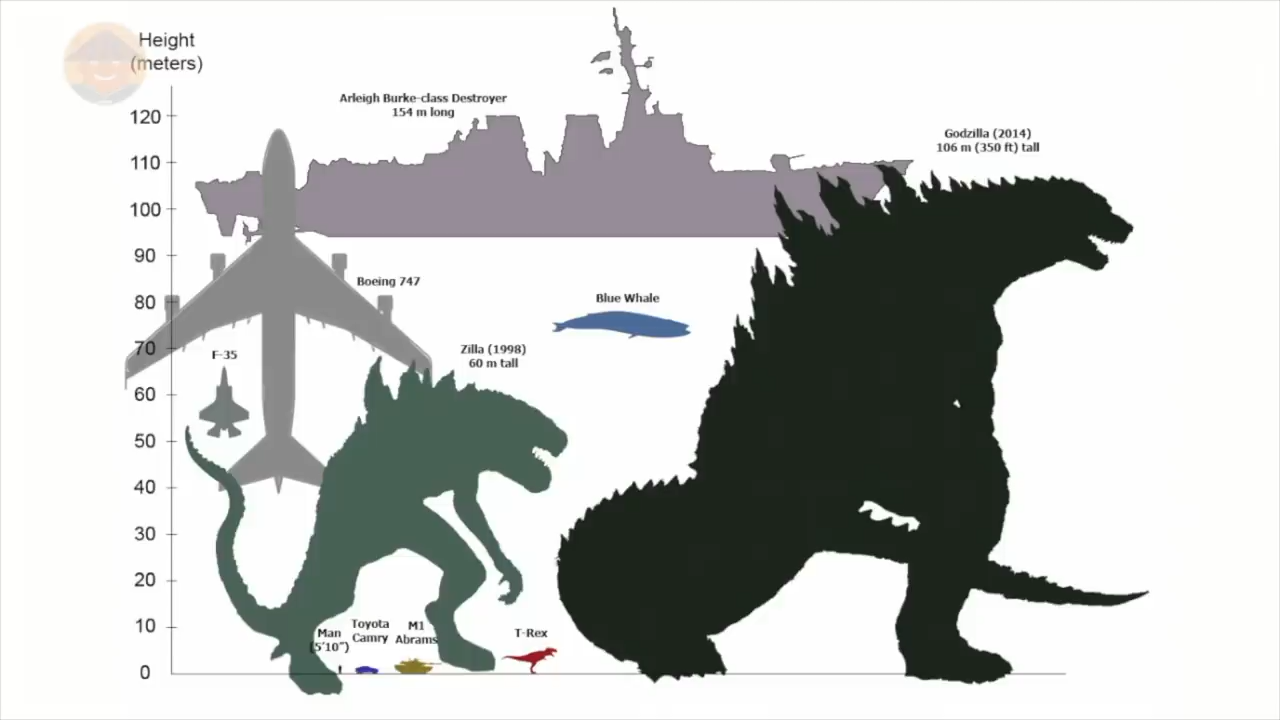 Height
(meters)
120
110
100
90
80
70
60
50
40
30
20
10
0
Arleigh Burke-class Destroyer
154 m long
Godzilla (2014)
106 m (350 ft) tall
Boeing 747
Blue Whale
F-35
Zilla (1998)
60 m tall
Man
(5'10")
Toyota
Camry
M1
Abrams
T-Rex